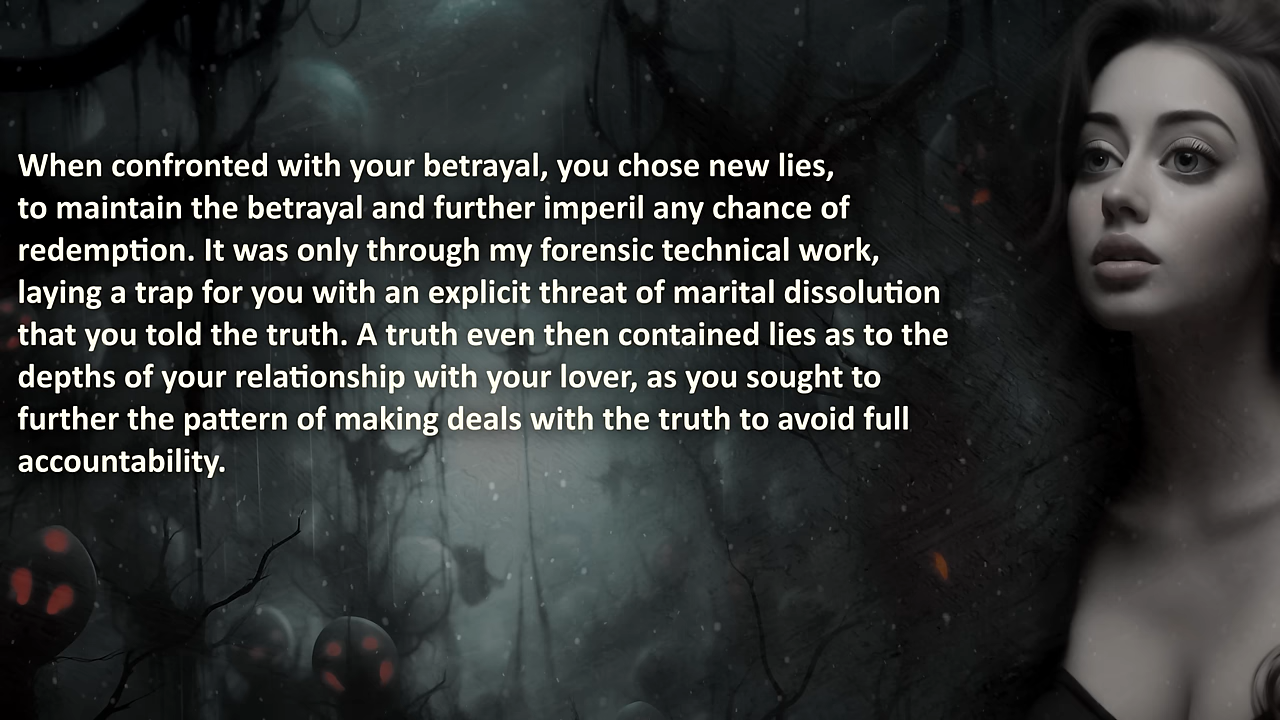 When confronted with your betrayal, you chose new lies,
to maintain the betrayal and further imperil any chance of
redemption. It was only through my forensic technical work,
laying a trap for you with an explicit threat of marital dissolution
that you told the truth. A truth even then contained lies as to the
depths of your relationship with your lover, as you sought to
further the pattern of making deals with the truth to avoid full
accountability.